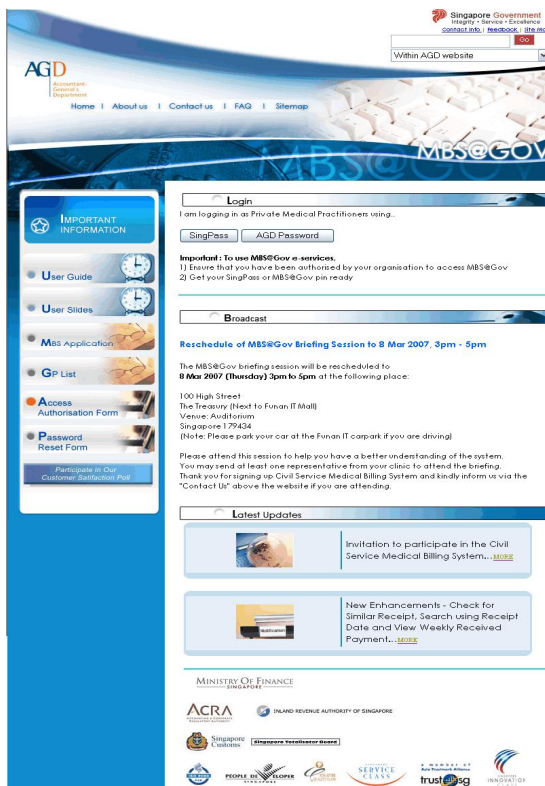 Singapore Government
Integrity • Service • Excellence
Contact Info | Feedback | Site Ma
Go
Within AGD website
AGD
Accountant-
General's
Department
Home | About us | Contact us | FAQ | Sitemap
MBS@GOV
MBS@GOV
IMPORTANT
INFORMATION
User Guide
User Slides
MBS Application
GP List
Access
Authorisation Form
Password
Reset Form
Participate in Our
Customer Satifaction Poll
Login
I am logging in as Private Medical Practitioners using..
SingPass
AGD Password
Important : To use MBS@Gov e-services,
1) Ensure that you have been authorised by your organisation to access MBS@Gov
2) Get your SingPass or MBS@Gov pin ready
Broadcast
Reschedule of MBS@Gov Briefing Session to 8 Mar 2007, 3pm - 5pm
The MBS@Gov briefing session will be rescheduled to
8 Mar 2007 (Thursday) 3pm to 5pm at the following place:
100 High Street
The Treasury (Next to Funan IT Mall)
Venue: Auditorium
Singapore 179434
(Note: Please park your car at the Funan IT carpark if you are driving)
Please attend this session to help you have a better understanding of the system.
You may send at least one representative from your clinic to attend the briefing.
Thank you for signing up Civil Service Medical Billing System and kindly inform us via the
"Contact Us" above the website if you are attending.
Latest Updates
Invitation to participate in the Civil
Service Medical Billing System...MORE
Notification
New Enhancements - Check for
Similar Receipt, Search using Receipt
Date and View Weekly Received
Payment...MORE
MINISTRY OF FINANCE
SINGAPORE
ACRA
ACCOUNTING & CORPORATE
REGULATORY AUTHORITY
INLAND REVENUE AUTHORITY OF SINGAPORE
Singapore
Customs
Singapore Totalisator Board
PEOPLE DEVELOPER
SINGAPORE
SERVICE
CLASS
a member of
trustsg
INNOVATION
CLASS